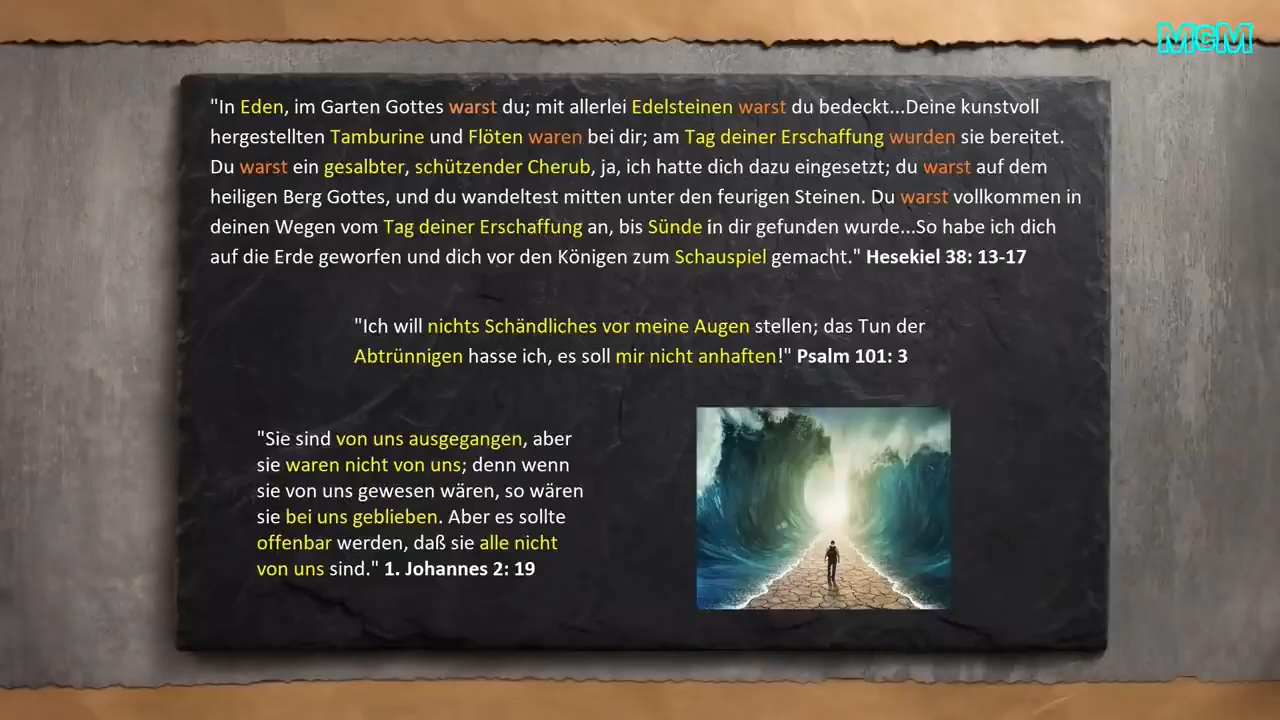 McM
"In Eden, im Garten Gottes warst du; mit allerlei Edelsteinen warst du bedeckt...Deine kunstvoll
hergestellten Tamburine und Flöten waren bei dir; am Tag deiner Erschaffung wurden sie bereitet.
Du warst ein gesalbter, schützender Cherub, ja, ich hatte dich dazu eingesetzt; du warst auf dem
heiligen Berg Gottes, und du wandeltest mitten unter den feurigen Steinen. Du warst vollkommen in
deinen Wegen vom Tag deiner Erschaffung an, bis Sünde in dir gefunden wurde...So habe ich dich
auf die Erde geworfen und dich vor den Königen zum Schauspiel gemacht." Hesekiel 38: 13-17
"Ich will nichts Schändliches vor meine Augen stellen; das Tun der
Abtrünnigen hasse ich, es soll mir nicht anhaften!" Psalm 101: 3
"Sie sind von uns ausgegangen, aber
sie waren nicht von uns; denn wenn
sie von uns gewesen wären, so wären
sie bei uns geblieben. Aber es sollte
offenbar werden, daß sie alle nicht
von uns sind." 1. Johannes 2: 19